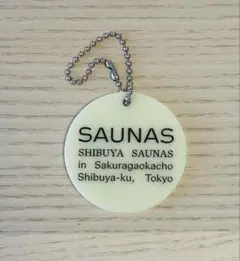 SAUNAS
SHIBUYA SAUNAS
in Sakuragaokacho
Shibuya-ku, Tokyo